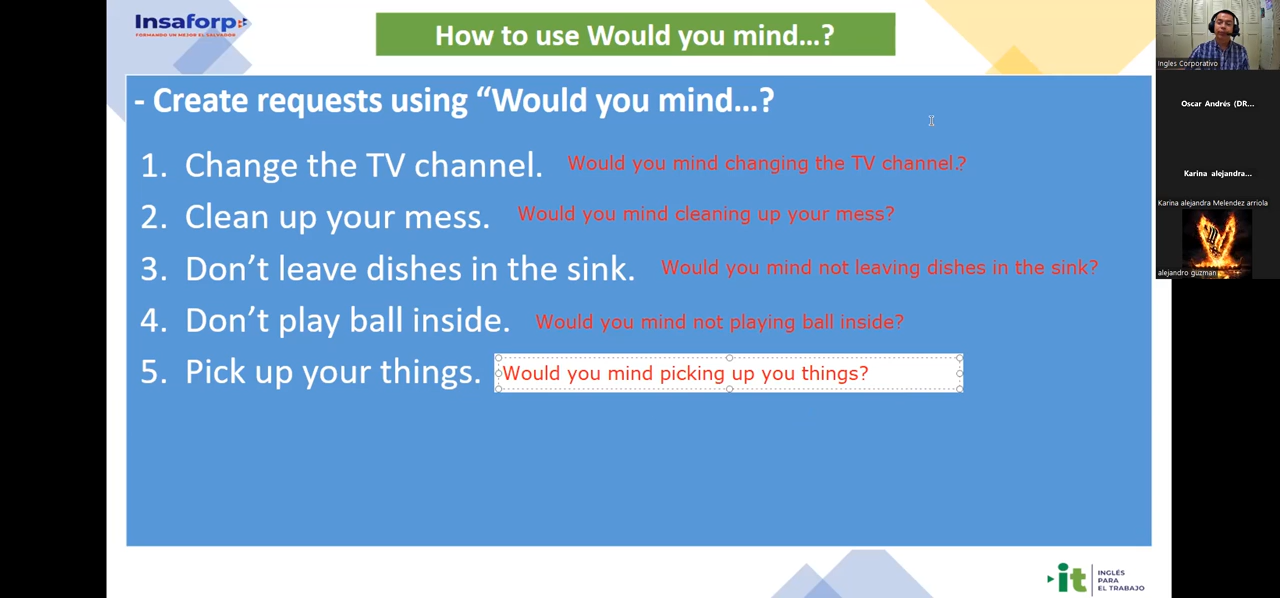 Insaforp
FORMANDO UN MEJOR EL SALVADOR
How to use Would you mind...?
- Create requests using “Would you mind...?
1. Change the TV channel. Would you mind changing the TV channel.?
2. Clean up your mess. Would you mind cleaning up your mess?
3. Don’t leave dishes in the sink. Would you mind not leaving dishes in the sink?
4. Don’t play ball inside. Would you mind not playing ball inside?
5. Pick up your things. Would you mind picking up you things?
Ingles Corporativo
Oscar Andrés (DR...
Karina alejandra...
Karina alejandra Melendez arriola
alejandro guzman
it
INGLÉS
PARA
EL TRABAJO